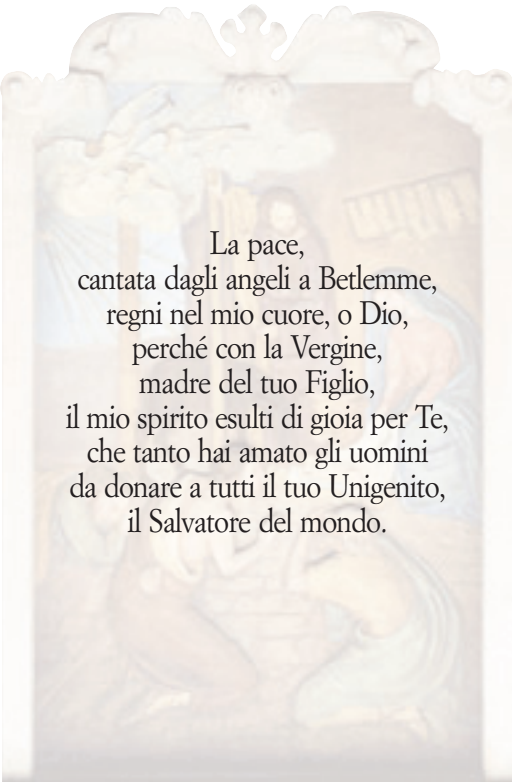 La pace,
cantata dagli angeli a Betlemme,
regni nel mio cuore, o Dio,
perché con la Vergine,
madre del tuo Figlio,
il mio spirito esulti di gioia per Te,
che tanto hai amato gli uomini
da donare a tutti il tuo Unigenito,
il Salvatore del mondo.